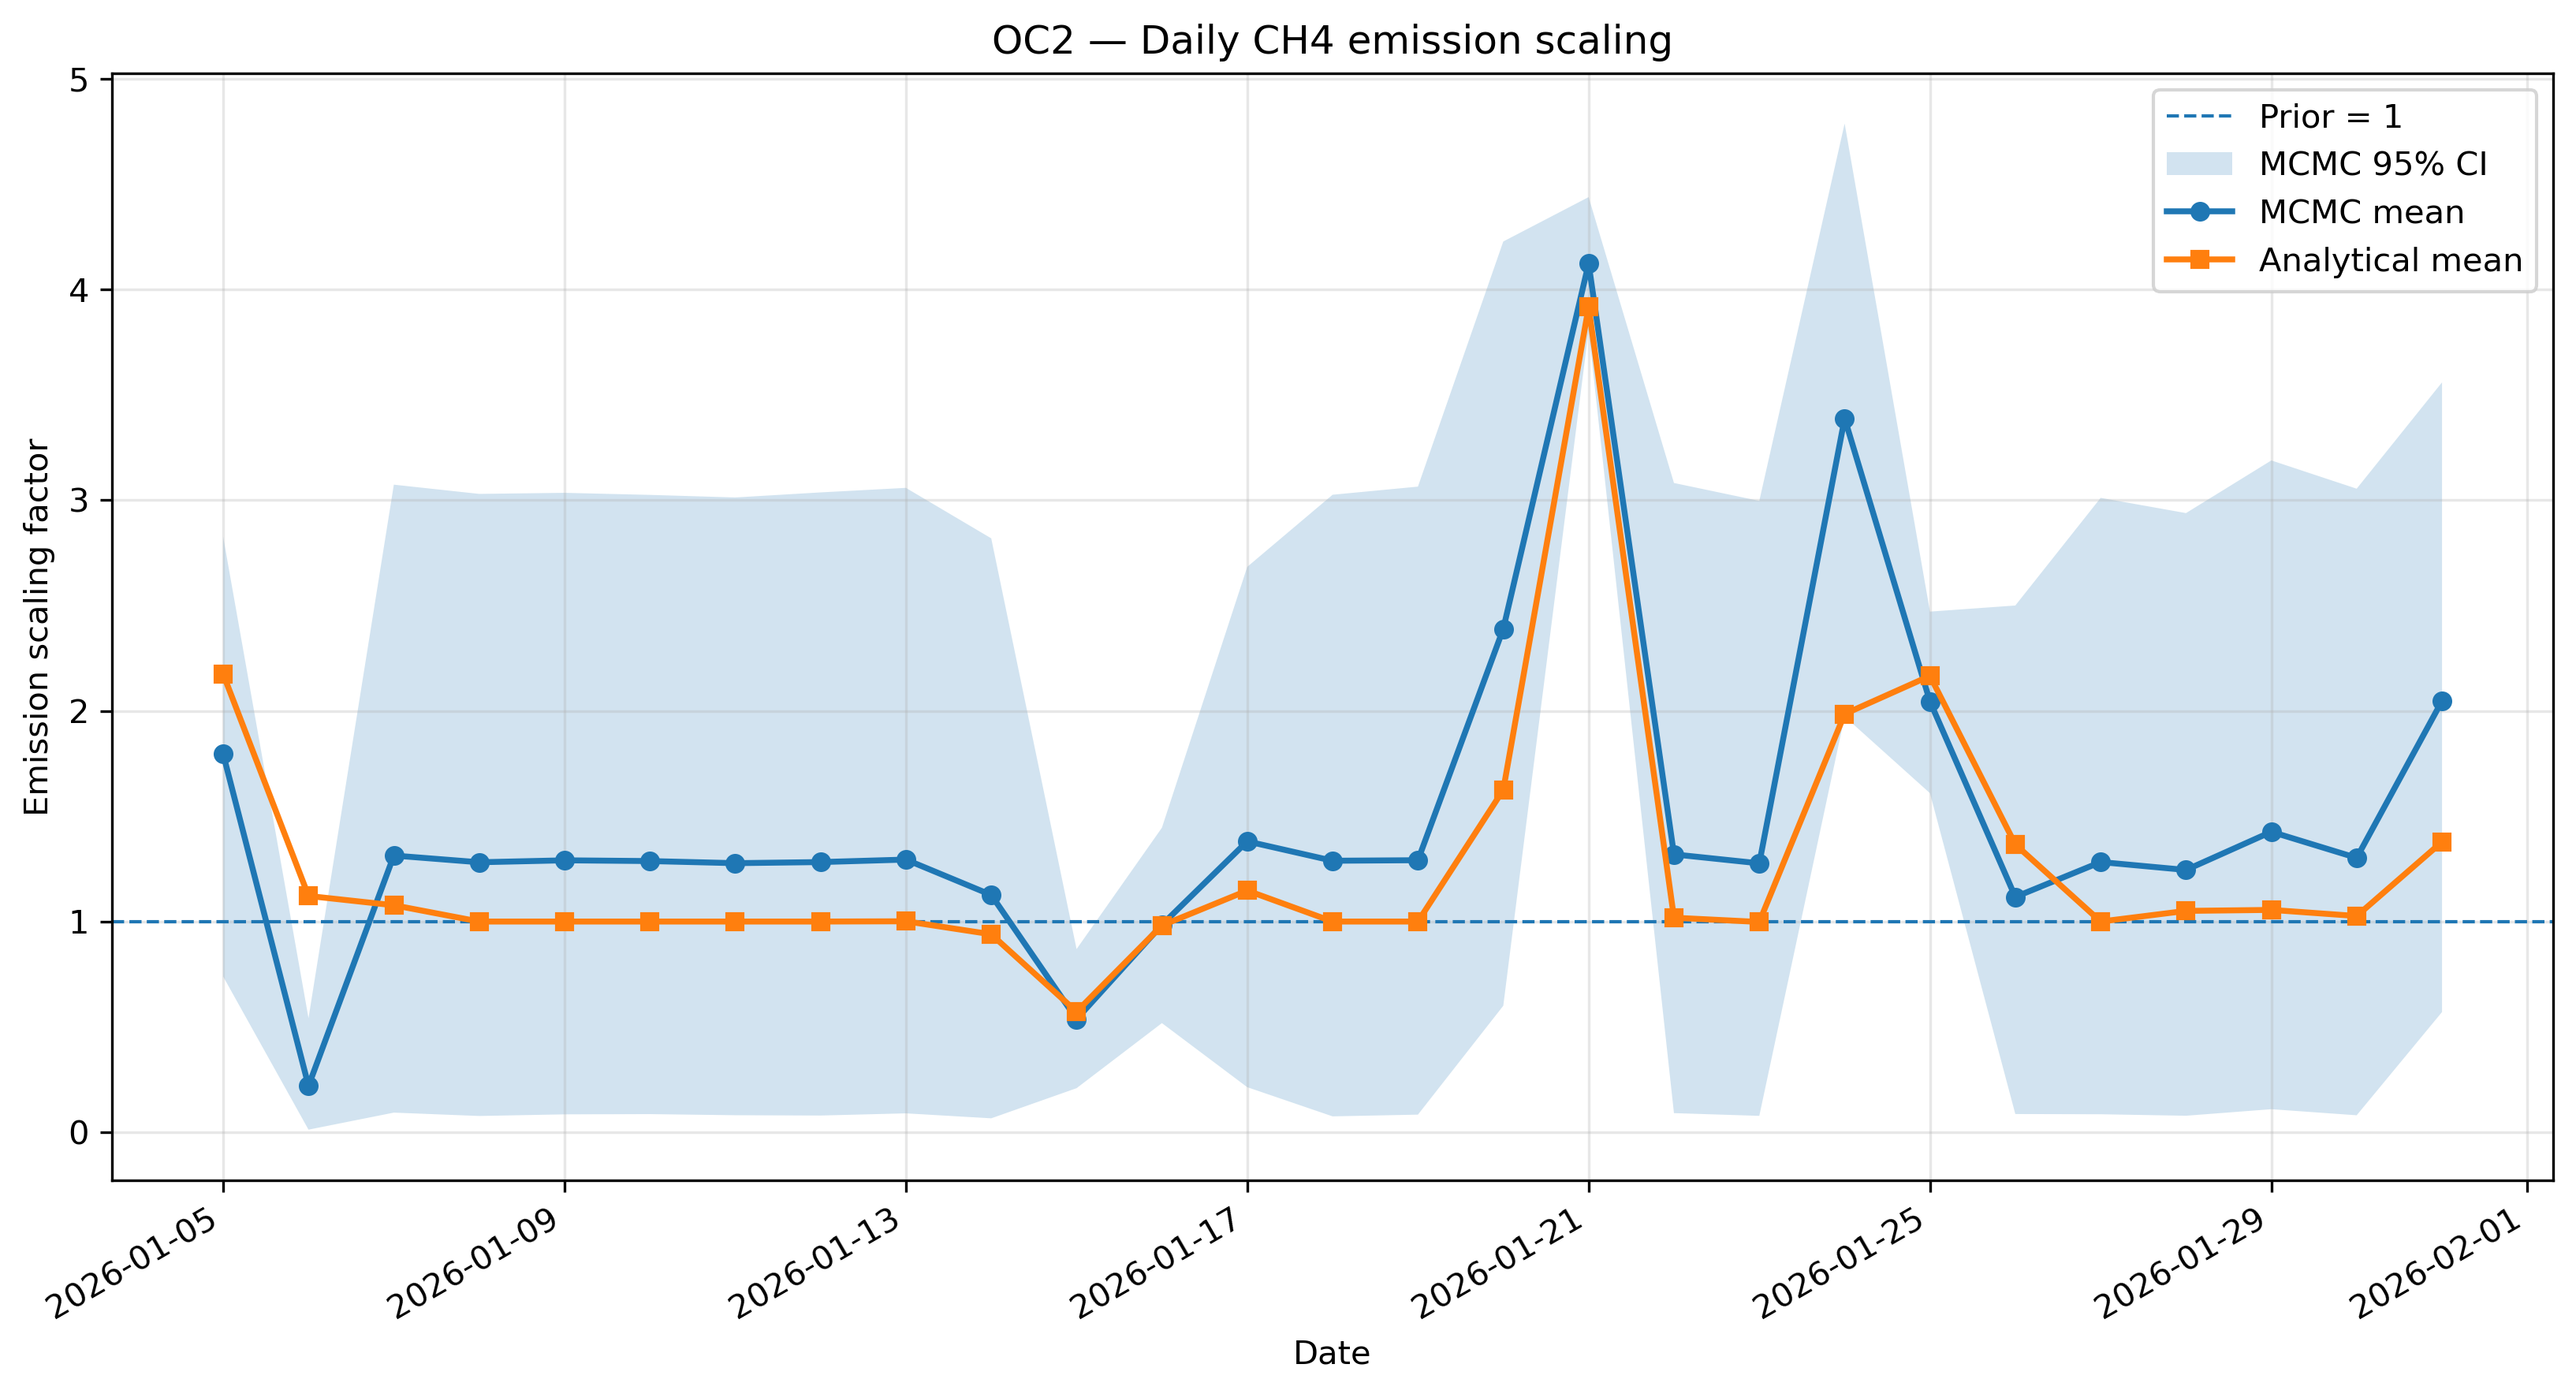 OC2 — Daily CH4 emission scaling
Prior = 1
MCMC 95% CI
MCMC mean
Analytical mean
Emission scaling factor
5
4
3
2
1
0
2026-01-05
2026-01-09
2026-01-13
2026-01-17
2026-01-21
2026-01-25
2026-01-29
2026-02-01
Date